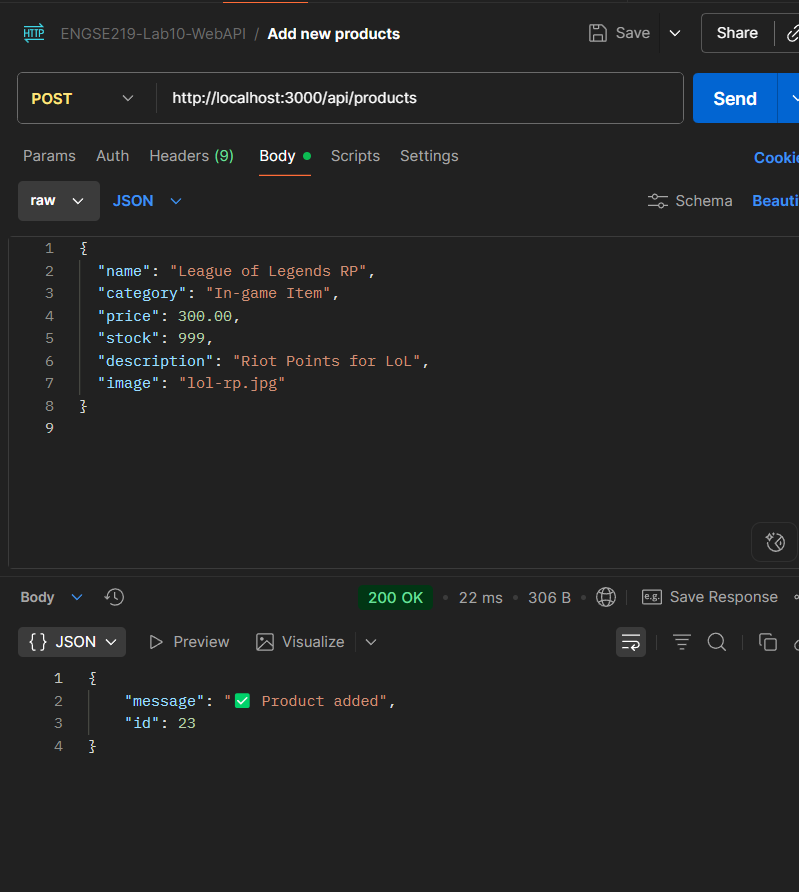 HTTP ENGSE219-Lab10-WebAPI / Add new products Save Share
POST http://localhost:3000/api/products Send
Params Auth Headers (9) Body Scripts Settings Cookie
raw JSON Schema Beauti
1 {
2 "name": "League of Legends RP",
3 "category": "In-game Item",
4 "price": 300.00,
5 "stock": 999,
6 "description": "Riot Points for LoL",
7 "image": "lol-rp.jpg"
8 }
9
Body 200 OK • 22 ms • 306 B • e.g. Save Response
{} JSON Preview Visualize
1 {
2 "message": "✅ Product added",
3 "id": 23
4 }